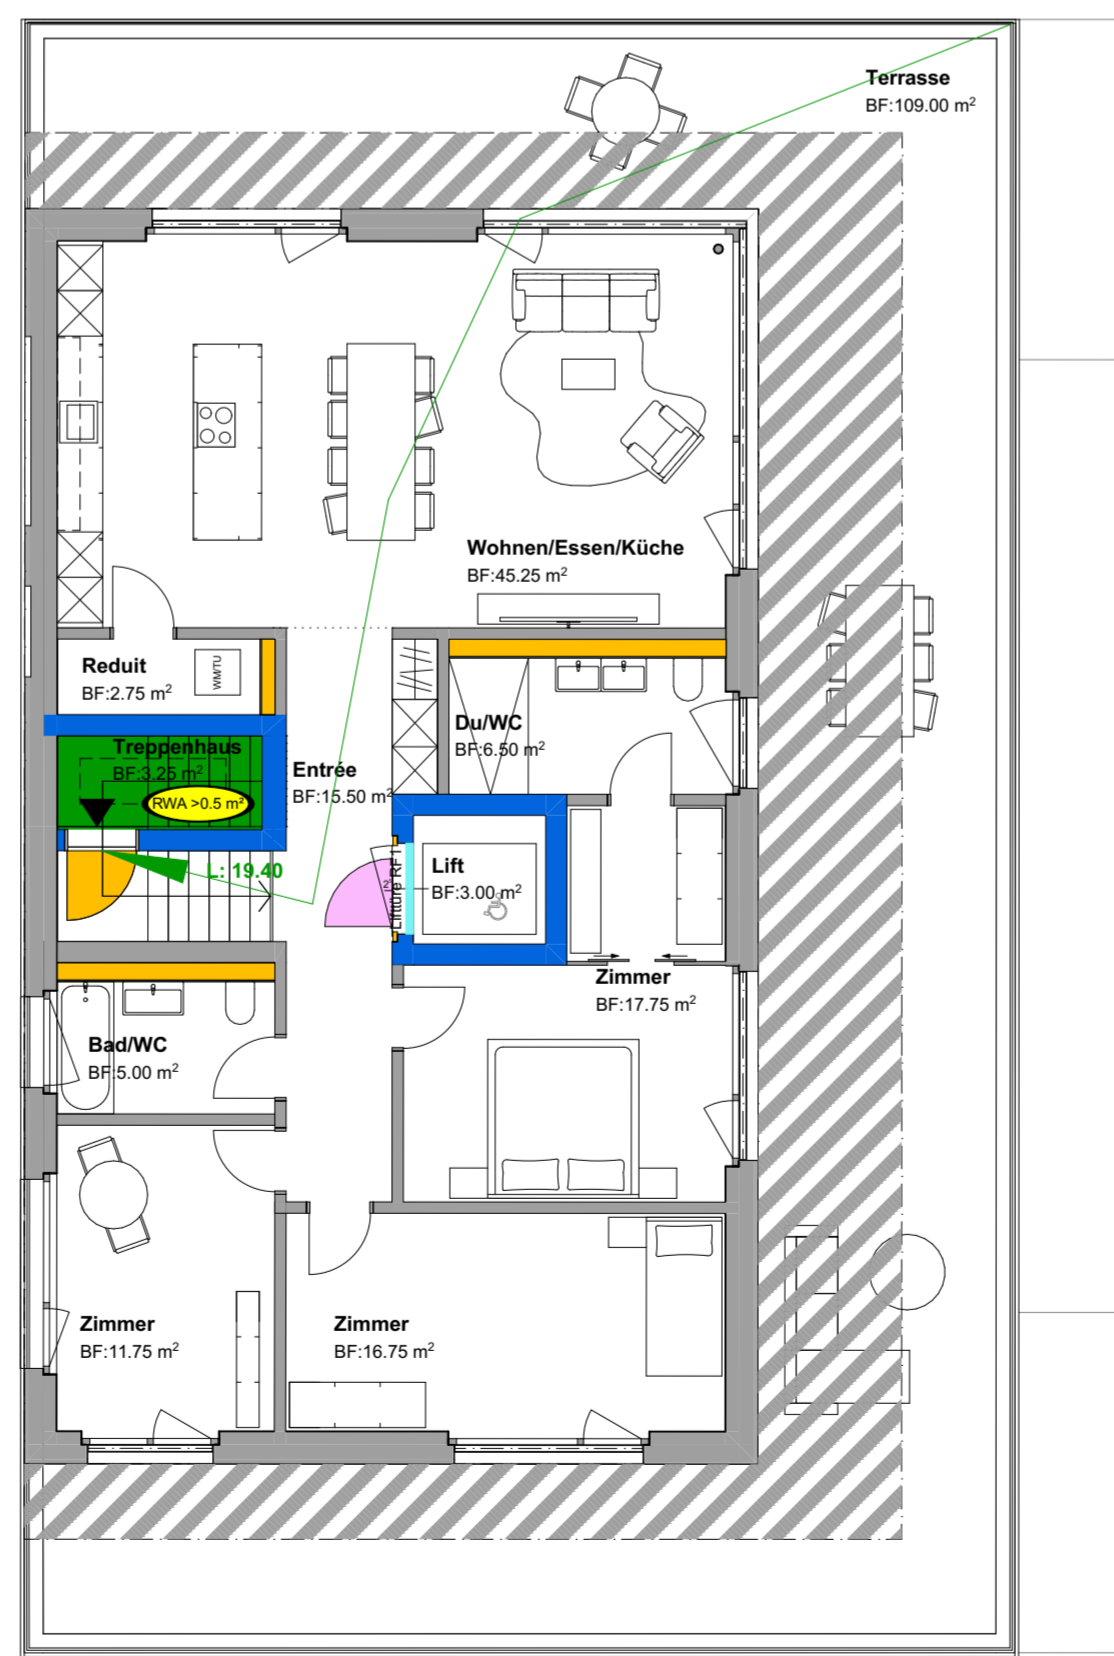 Terrasse
BF:109.00 m²
Wohnen/Essen/Küche
BF:45.25 m²
Reduit
BF:2.75 m²
WM/TU
Du/WC
BF:6.50 m²
Treppenhaus
BF:3.25 m²
RWA >0.5 m²
Entrée
BF:15.50 m²
L: 19.40
Lift
BF:3.00 m²
Lifttüre RF1
Zimmer
BF:17.75 m²
Bad/WC
BF:5.00 m²
Zimmer
BF:11.75 m²
Zimmer
BF:16.75 m²